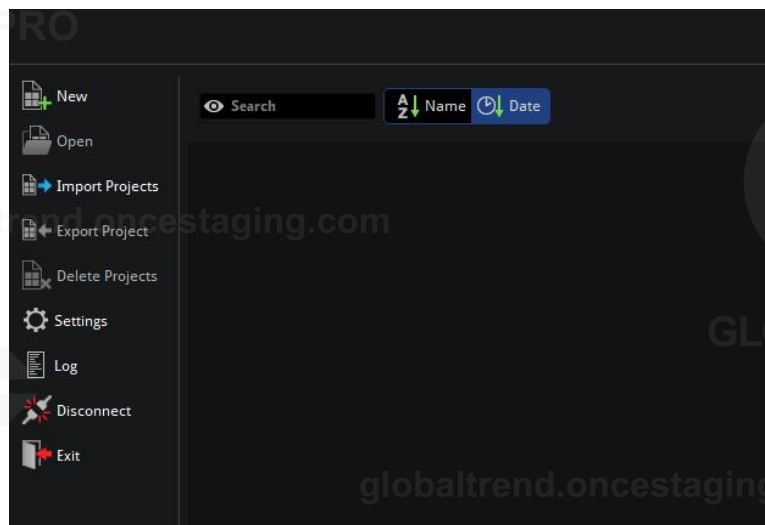 PRO
New
Search
Name
Date
Open
Import Projects
trend.oncestaging.com
Export Project
Delete Projects
Settings
GL
Log
Disconnect
Exit
globaltrend.oncestaging